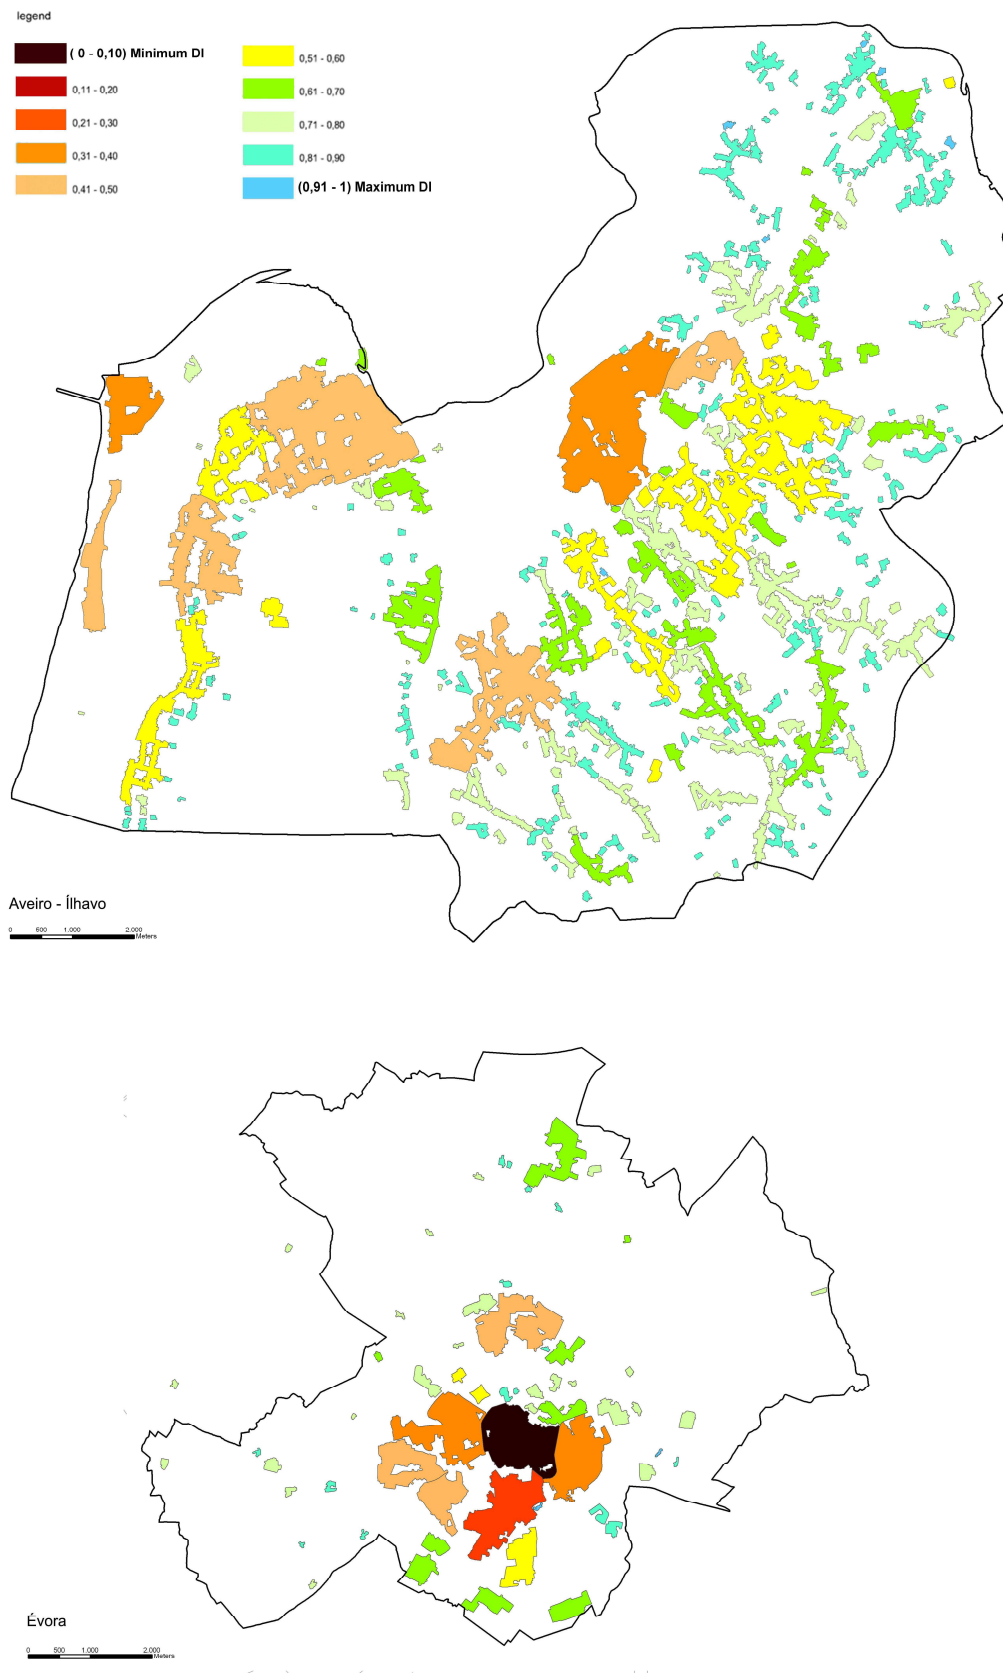 legend
( 0 - 0,10) Minimum DI
0,11 - 0,20
0,21 - 0,30
0,31 - 0,40
0,41 - 0,50
0,51 - 0,60
0,61 - 0,70
0,71 - 0,80
0,81 - 0,90
(0,91 - 1) Maximum DI
Aveiro - Ílhavo
0 600 1.000 2.000
Meters
Évora
0 500 1.000 2.000
Meters